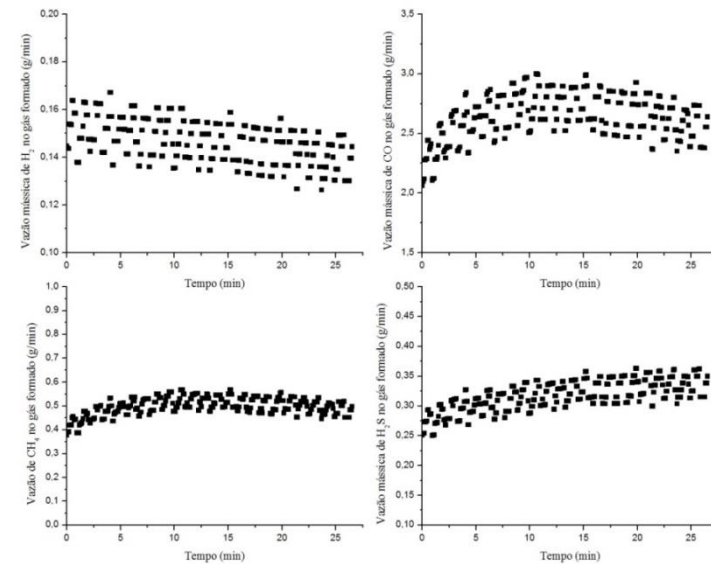 Vazão mássica de H₂ no gás formado (g/min)
0,20
0,18
0,16
0,14
0,12
0,10
0 5 10 15 20 25
Tempo (min)
Vazão mássica de CO no gás formado (g/min)
3,5
3,0
2,5
2,0
1,5
0 5 10 15 20 25
Tempo (min)
Vazão de CH₄ no gás formado (g/min)
1,0
0,9
0,8
0,7
0,6
0,5
0,4
0,3
0,2
0,1
0,0
0 5 10 15 20 25
Tempo (min)
Vazão mássica de H₂S no gás formado (g/min)
0,50
0,45
0,40
0,35
0,30
0,25
0,20
0,15
0,10
0 5 10 15 20 25
Tempo (min)